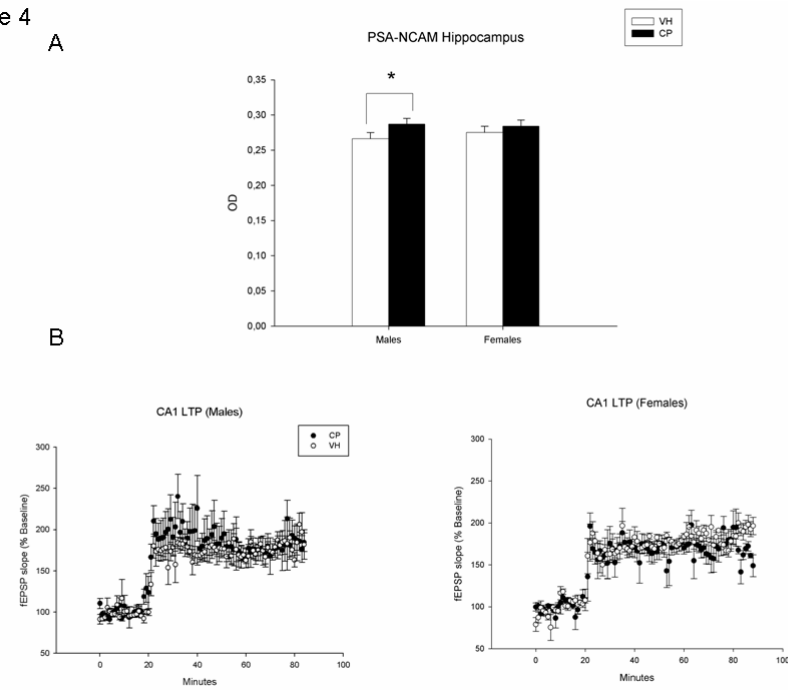 e 4
A
PSA-NCAM Hippocampus
VH
CP
*
0,35
0,30
0,25
0,20
0,15
0,10
0,05
0,00
OD
Males Females
B
CA1 LTP (Males)
CP
VH
300
250
200
150
100
50
fEPSP slope (% Baseline)
0 20 40 60 80 100
Minutes
CA1 LTP (Females)
300
250
200
150
100
50
fEPSP slope (% Baseline)
0 20 40 60 80 100
Minutes